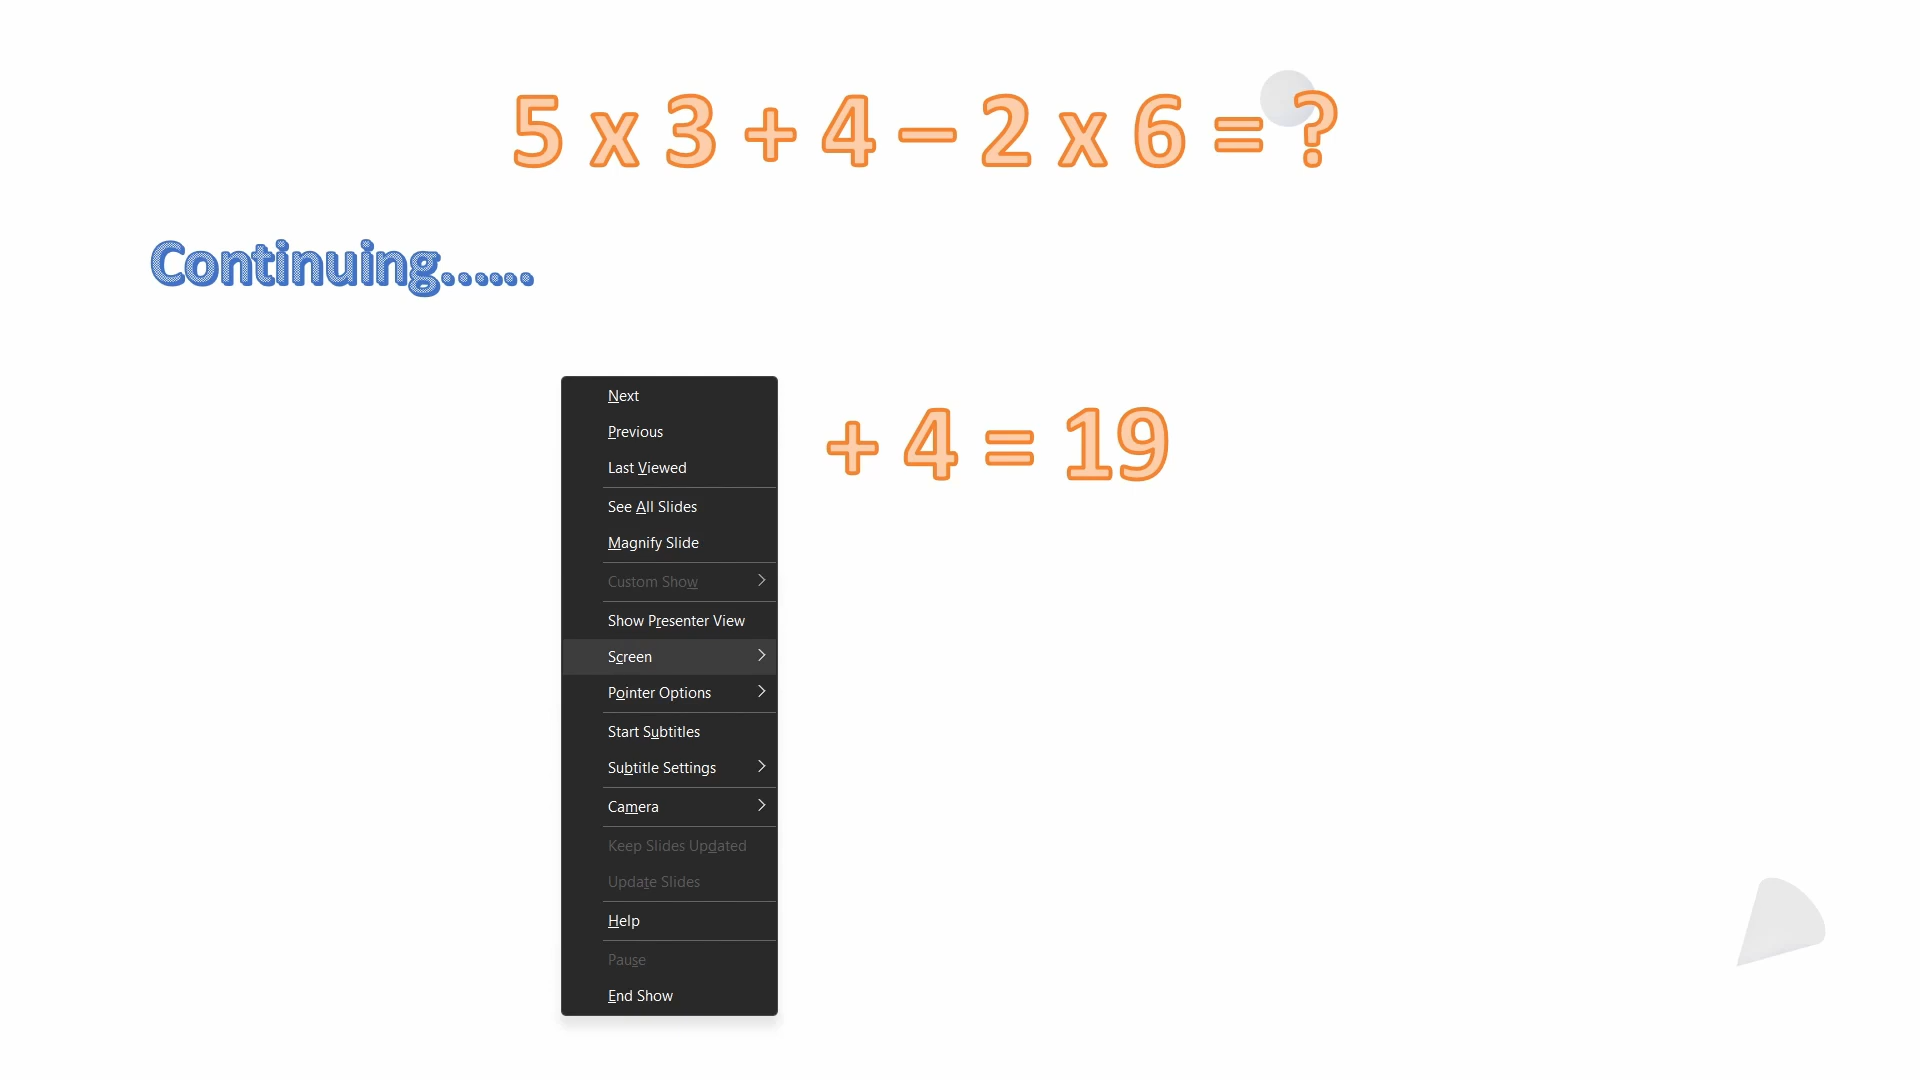 5 x 3 + 4 – 2 x 6 = ?
Continuing......
+ 4 = 19
Next
Previous
Last Viewed
See All Slides
Magnify Slide
Custom Show
Show Presenter View
Screen
Pointer Options
Start Subtitles
Subtitle Settings
Camera
Keep Slides Updated
Update Slides
Help
Pause
End Show